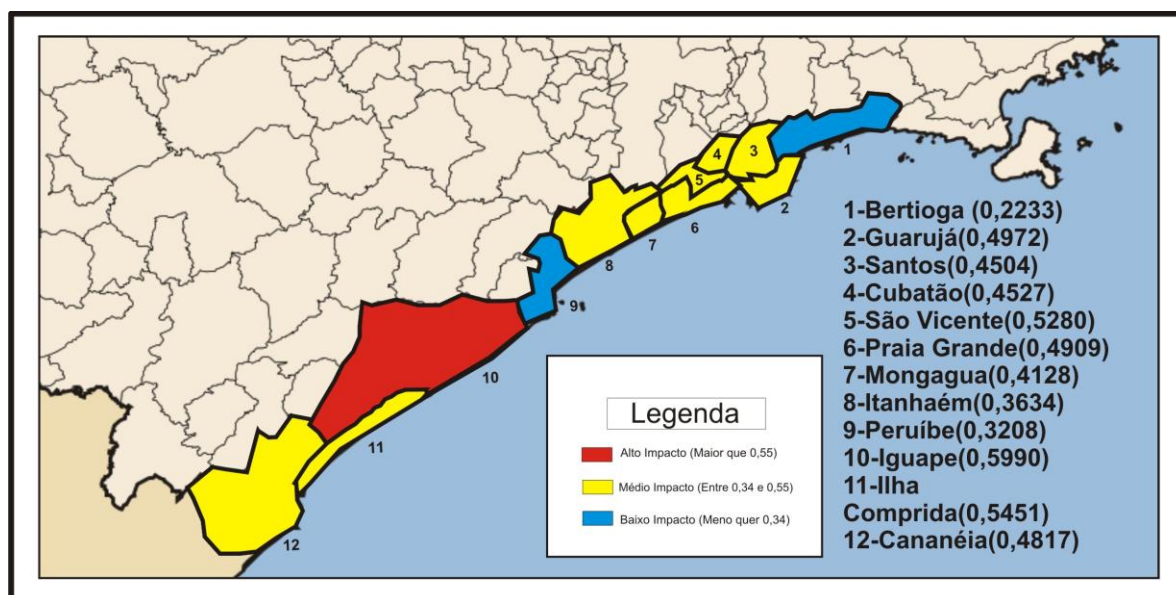 1
2
3
4
5
6
7
8
9
10
11
12
1-Bertioga (0,2233)
2-Guarujá(0,4972)
3-Santos(0,4504)
4-Cubatão(0,4527)
5-São Vicente(0,5280)
6-Praia Grande(0,4909)
7-Mongagua(0,4128)
8-Itanhaém(0,3634)
9-Peruíbe(0,3208)
10-Iguape(0,5990)
11-Ilha
Comprida(0,5451)
12-Cananéia(0,4817)
Legenda
Alto Impacto (Maior que 0,55)
Médio Impacto (Entre 0,34 e 0,55)
Baixo Impacto (Meno quer 0,34)